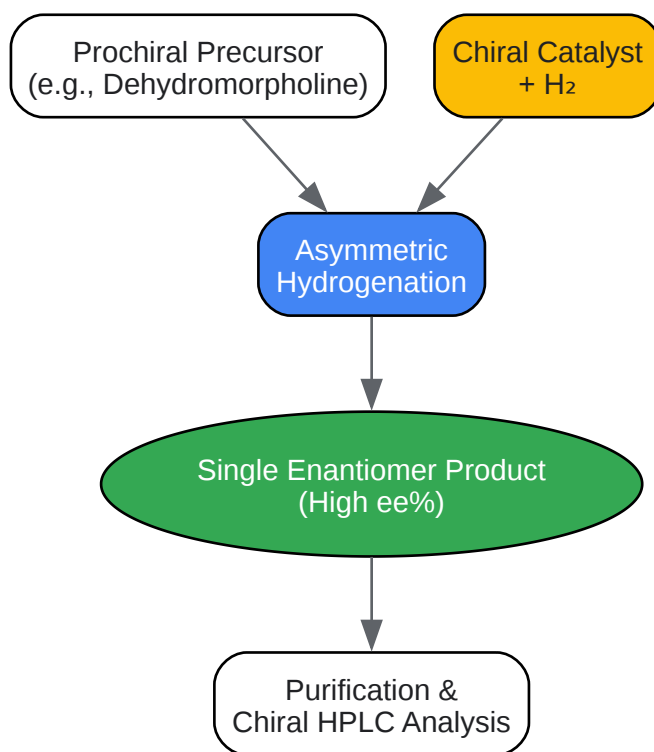 Prochiral Precursor
(e.g., Dehydromorpholine)
Chiral Catalyst
+ H₂
Asymmetric
Hydrogenation
Single Enantiomer Product
(High ee%)
Purification &
Chiral HPLC Analysis